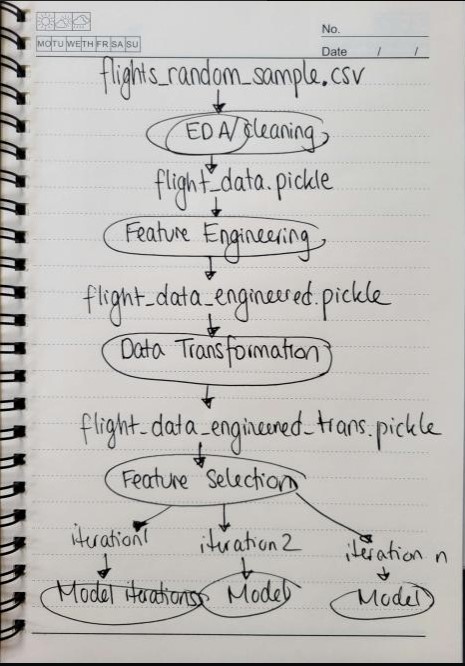 No.
MO TU WE TH FR SA SU
Date / /
flights_random_sample.csv
EDA/cleaning
flight_data.pickle
Feature Engineering
flight_data_engineered.pickle
Data Transformation
flight_data_engineered_trans.pickle
Feature Selection
iteration1 iteration 2 iteration n
Model iterations Model Model